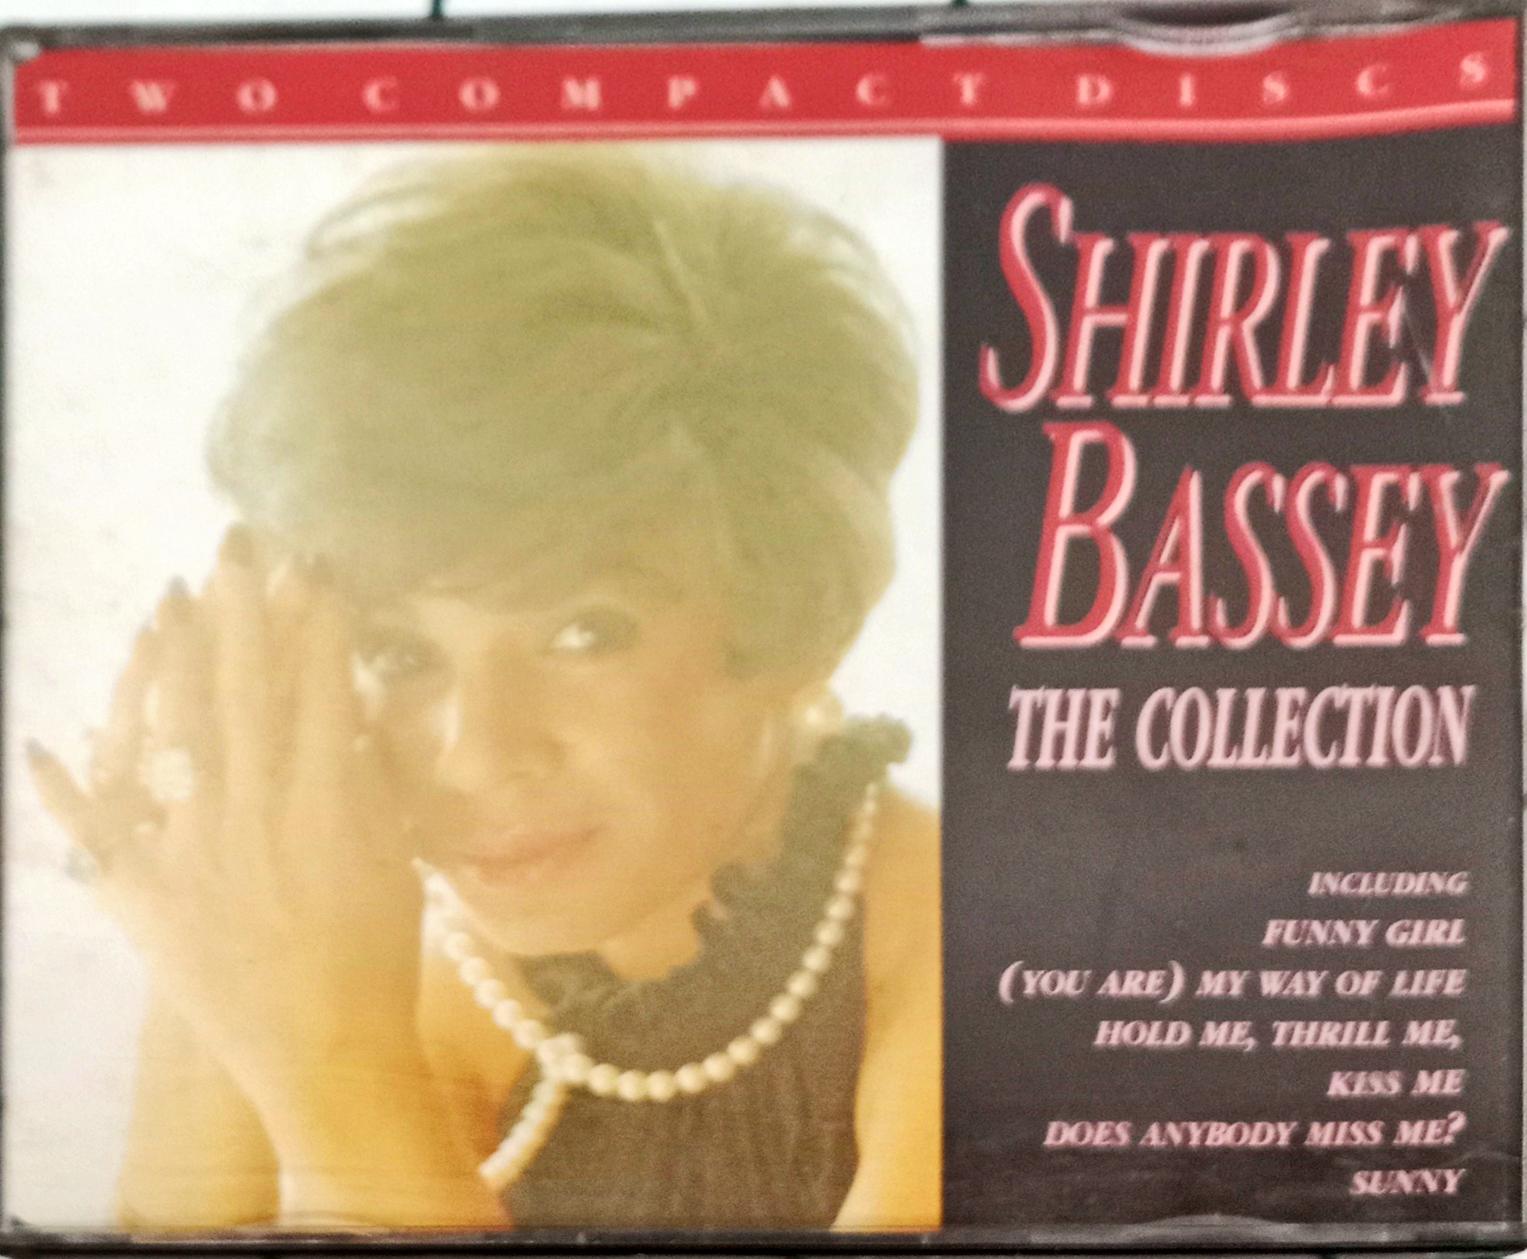 TWO COMPACT DISCS
SHIRLEY
BASSEY
THE COLLECTION
INCLUDING
FUNNY GIRL
(YOU ARE) MY WAY OF LIFE
HOLD ME, THRILL ME,
KISS ME
DOES ANYBODY MISS ME?
SUNNY